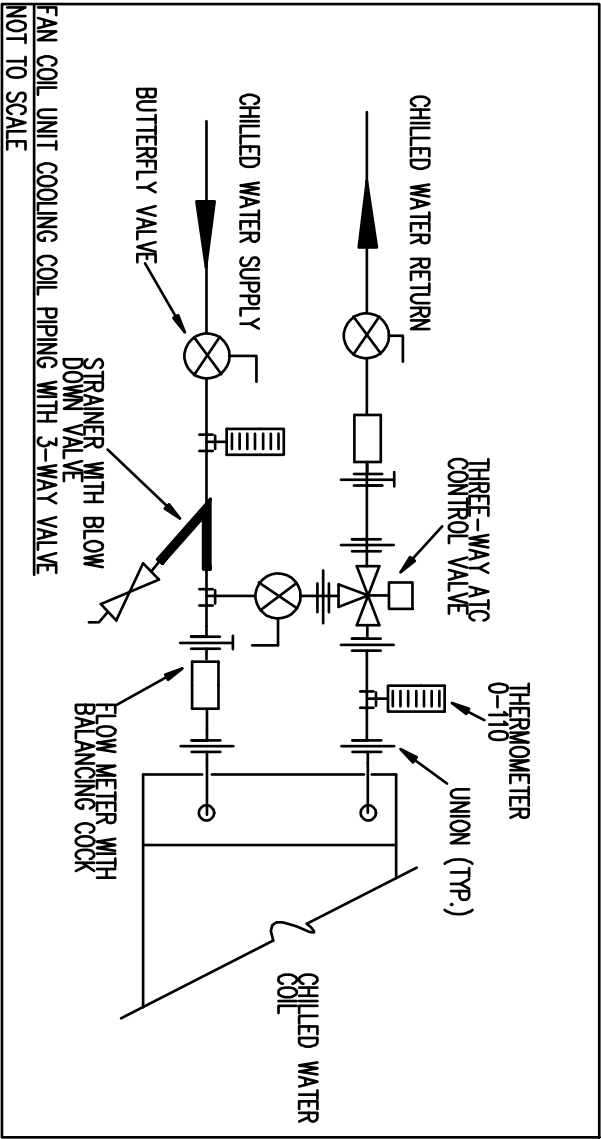 CHILLED WATER RETURN
THREE-WAY ATC
CONTROL VALVE
THERMOMETER
0-110
UNION (TYP.)
CHILLED WATER
COIL
CHILLED WATER SUPPLY
BUTTERFLY VALVE
STRAINER WITH BLOW
DOWN VALVE
FLOW METER WITH
BALANCING COCK
FAN COIL UNIT COOLING COIL PIPING WITH 3-WAY VALVE
NOT TO SCALE